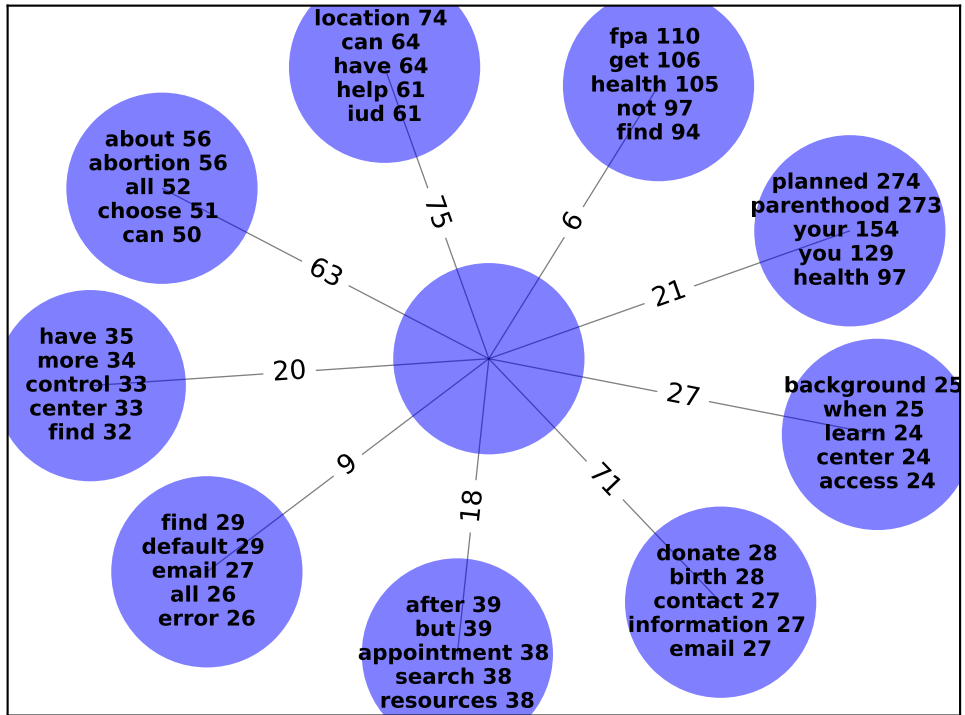 location 74
can 64
have 64
help 61
iud 61
fpa 110
get 106
health 105
not 97
find 94
about 56
abortion 56
all 52
choose 51
can 50
planned 274
parenthood 273
your 154
you 129
health 97
75
6
63
21
have 35
more 34
control 33
center 33
find 32
20
27
background 25
when 25
learn 24
center 24
access 24
9
18
71
find 29
default 29
email 27
all 26
error 26
after 39
but 39
appointment 38
search 38
resources 38
donate 28
birth 28
contact 27
information 27
email 27